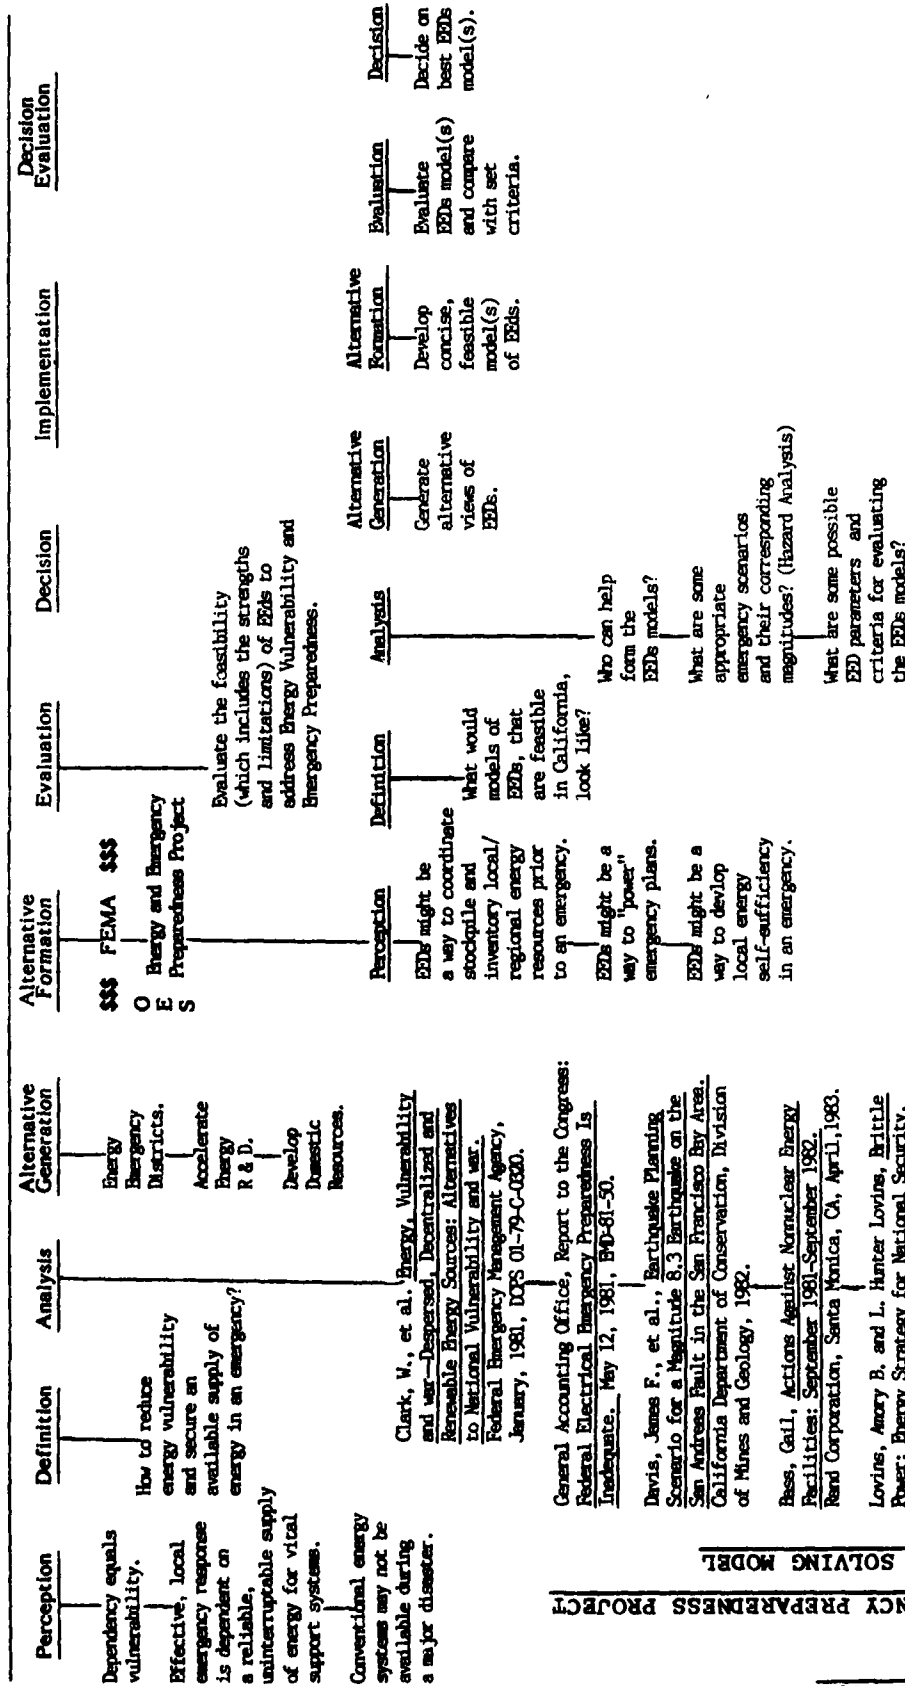 Perception
Dependency equals
vulnerability.
Effective, local
emergency response
is dependent on
a reliable,
uninterruptable supply
of energy for vital
support systems.
Conventional energy
systems may not be
available during
a major disaster.
Definition
How to reduce
energy vulnerability
and secure an
available supply of
energy in an emergency?
Analysis
Clark, W., et al. Energy, Vulnerability
and war—Despersed, Decentralized and
Renewable Energy Sources: Alternatives
to National Vulnerability and war.
Federal Emergency Management Agency,
January, 1981, DCPS 01-79-C-0320.
General Accounting Office, Report to the Congress:
Federal Electrical Emergency Preparedness is
Inadequate. May 12, 1981, EMD-81-50.
Davis, James F., et al., Earthquake Planning
Scenario for a Magnitude 8.3 Earthquake on the
San Andreas Fault in the San Francisco Bay Area.
California Department of Conservation, Division
of Mines and Geology, 1982.
Bass, Gail, Actions Against Nonnuclear Energy
Facilities: September 1981-September 1982.
Rand Corporation, Santa Monica, CA, April, 1983.
Lovins, Amory B. and L. Hunter Lovins, Brittle
Power: Energy Strategy for National Security.
Alternative
Generation
Energy
Emergency
Districts.
Accelerate
Energy
R & D.
Develop
Domestic
Resources.
Alternative
Formation
$$$ FEMA $$$
O
E
S
Energy and Emergency
Preparedness Project
Evaluation
Evaluate the feasibility
(which includes the strengths
and limitations) of EEDs to
address Energy Vulnerability and
Emergency Preparedness.
Decision
Implementation
Decision
Evaluation
Perception
EEDs might be
a way to coordinate
stockpile and
inventory local/
regional energy
resources prior
to an emergency.
EEDs might be a
way to "power"
emergency plans.
EEDs might be a
way to devlop
local energy
self-sufficiency
in an emergency.
Definition
What would
models of
EEDs, that
are feasible
in California,
look like?
Analysis
Who can help
form the
EEDs models?
What are some
appropriate
emergency scenarios
and their corresponding
magnitudes? (Hazard Analysis)
What are some possible
EED parameters and
criteria for evaluating
the EEDs models?
Alternative
Generation
Generate
alternative
views of
EEDs.
Alternative
Formation
Develop
concise,
feasible
model(s)
of EEds.
Evaluation
Evaluate
EEDs model(s)
and compare
with set
criteria.
Decision
Decide on
best EEDs
model(s).
SOLVING MODEL
PREPAREDNESS PROJECT